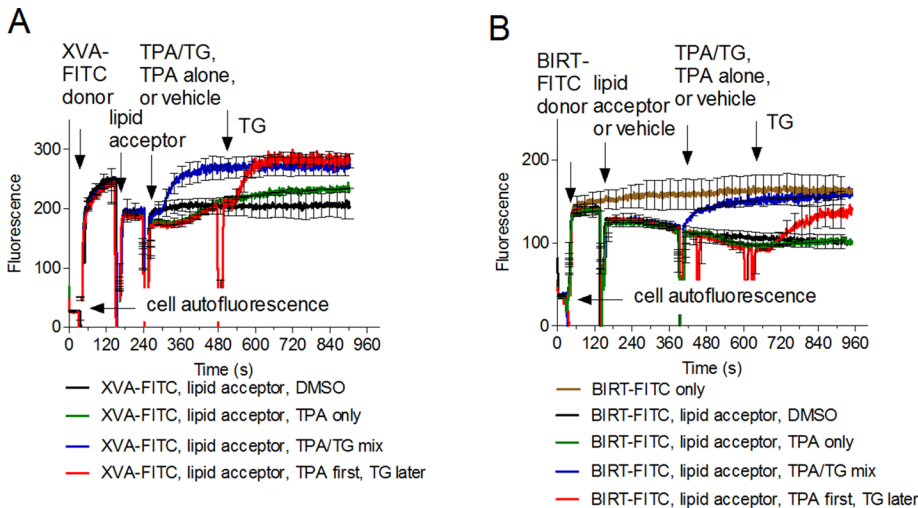 A
XVA-
FITC
donor
lipid
acceptor
TPA/TG,
TPA alone,
or vehicle
TG
300
200
100
0
Fluorescence
cell autofluorescence
0 120 240 360 480 600 720 840 960
Time (s)
XVA-FITC, lipid acceptor, DMSO
XVA-FITC, lipid acceptor, TPA only
XVA-FITC, lipid acceptor, TPA/TG mix
XVA-FITC, lipid acceptor, TPA first, TG later
B
BIRT-
FITC
donor
lipid
acceptor
or vehicle
TPA/TG,
TPA alone,
or vehicle
TG
200
150
100
50
0
Fluorescence
cell autofluorescence
0 120 240 360 480 600 720 840 960
Time (s)
BIRT-FITC only
BIRT-FITC, lipid acceptor, DMSO
BIRT-FITC, lipid acceptor, TPA only
BIRT-FITC, lipid acceptor, TPA/TG mix
BIRT-FITC, lipid acceptor, TPA first, TG later